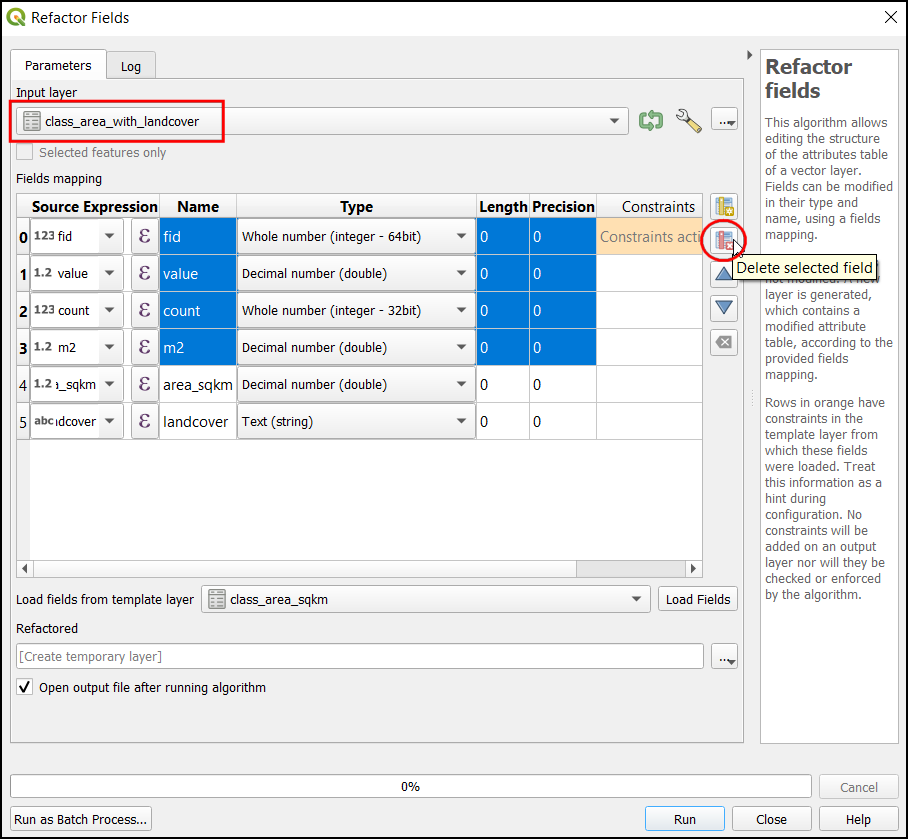 Refactor Fields
Parameters
Log
Input layer
class_area_with_landcover
...
Selected features only
Fields mapping
Source Expression Name Type Length Precision Constraints
0 123 fid ε fid Whole number (integer - 64bit) 0 0 Constraints acti
1 1.2 value ε value Decimal number (double) 0 0
2 123 count ε count Whole number (integer - 32bit) 0 0
3 1.2 m2 ε m2 Decimal number (double) 0 0
4 1.2 a_sqkm ε area_sqkm Decimal number (double) 0 0
5 abc dcover ε landcover Text (string) 0 0
Delete selected field
Load fields from template layer class_area_sqkm Load Fields
Refactored
[Create temporary layer]
...
Open output file after running algorithm
Refactor
fields
This algorithm allows
editing the structure
of the attributes table
of a vector layer.
Fields can be modified
in their type and
name, using a fields
mapping.
not modified. A new
layer is generated,
which contains a
modified attribute
table, according to the
provided fields
mapping.
Rows in orange have
constraints in the
template layer from
which these fields
were loaded. Treat
this information as a
hint during
configuration. No
constraints will be
added on an output
layer nor will they be
checked or enforced
by the algorithm.
0%
Cancel
Run as Batch Process...
Run
Close
Help